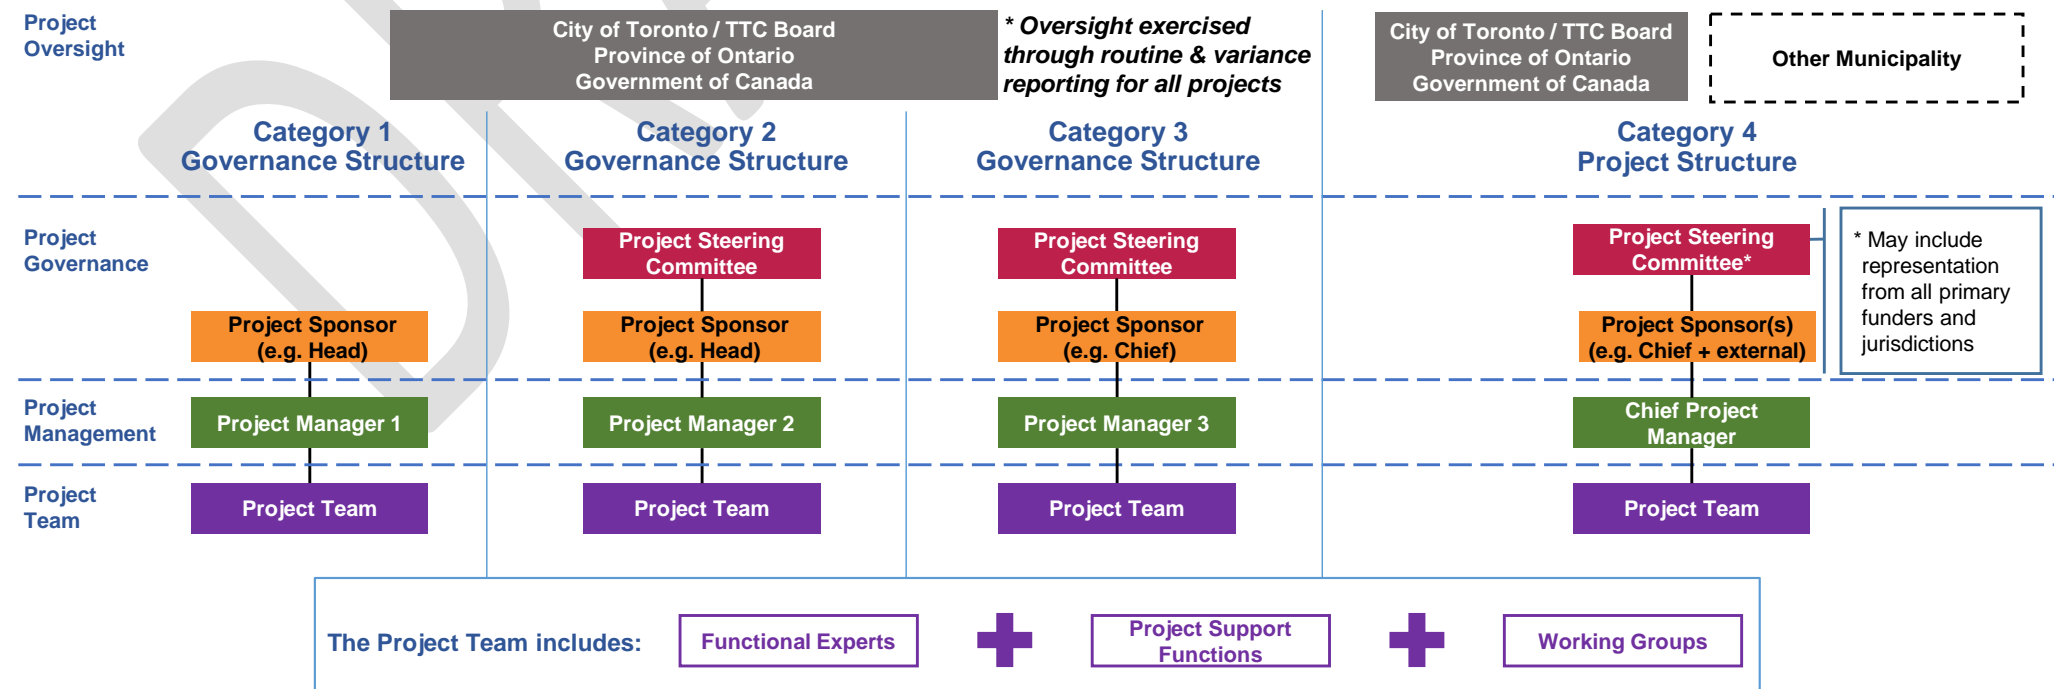 Project
Oversight
City of Toronto / TTC Board
Province of Ontario
Government of Canada
* Oversight exercised
through routine & variance
reporting for all projects
City of Toronto / TTC Board
Province of Ontario
Government of Canada
Other Municipality
Category 1
Governance Structure
Category 2
Governance Structure
Category 3
Governance Structure
Category 4
Project Structure
Project
Governance
Project Steering
Committee
Project Steering
Committee
Project Steering
Committee*
* May include
representation
from all primary
funders and
jurisdictions
Project Sponsor
(e.g. Head)
Project Sponsor
(e.g. Head)
Project Sponsor
(e.g. Chief)
Project Sponsor(s)
(e.g. Chief + external)
Project
Management
Project Manager 1
Project Manager 2
Project Manager 3
Chief Project
Manager
Project
Team
Project Team
Project Team
Project Team
Project Team
The Project Team includes:
Functional Experts
Project Support
Functions
Working Groups